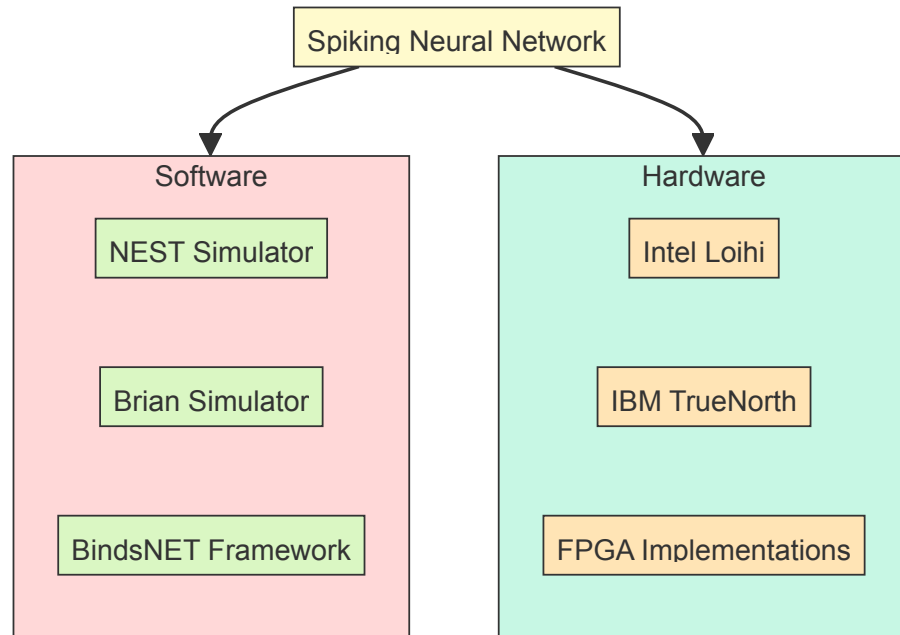 Spiking Neural Network
Software
NEST Simulator
Brian Simulator
BindsNET Framework
Hardware
Intel Loihi
IBM TrueNorth
FPGA Implementations